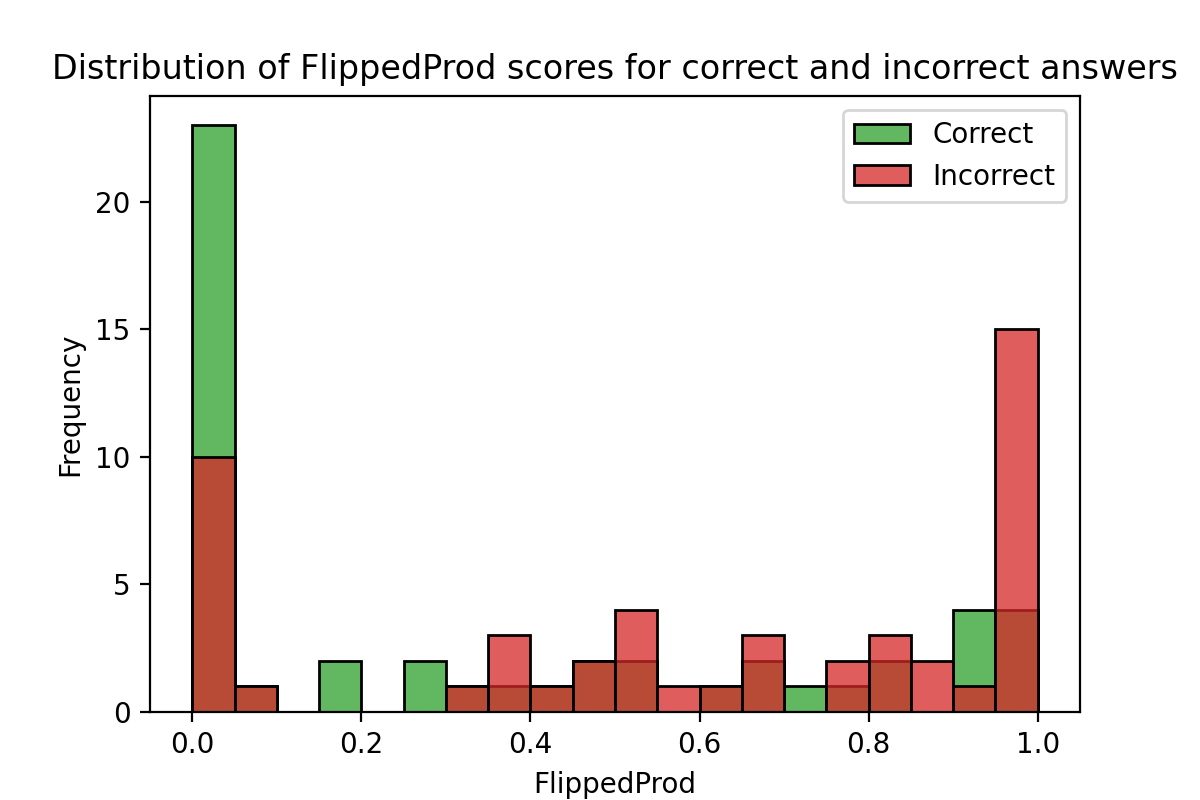 Distribution of FlippedProd scores for correct and incorrect answers
Correct
Incorrect
Frequency
20
15
10
5
0
0.0 0.2 0.4 0.6 0.8 1.0
FlippedProd